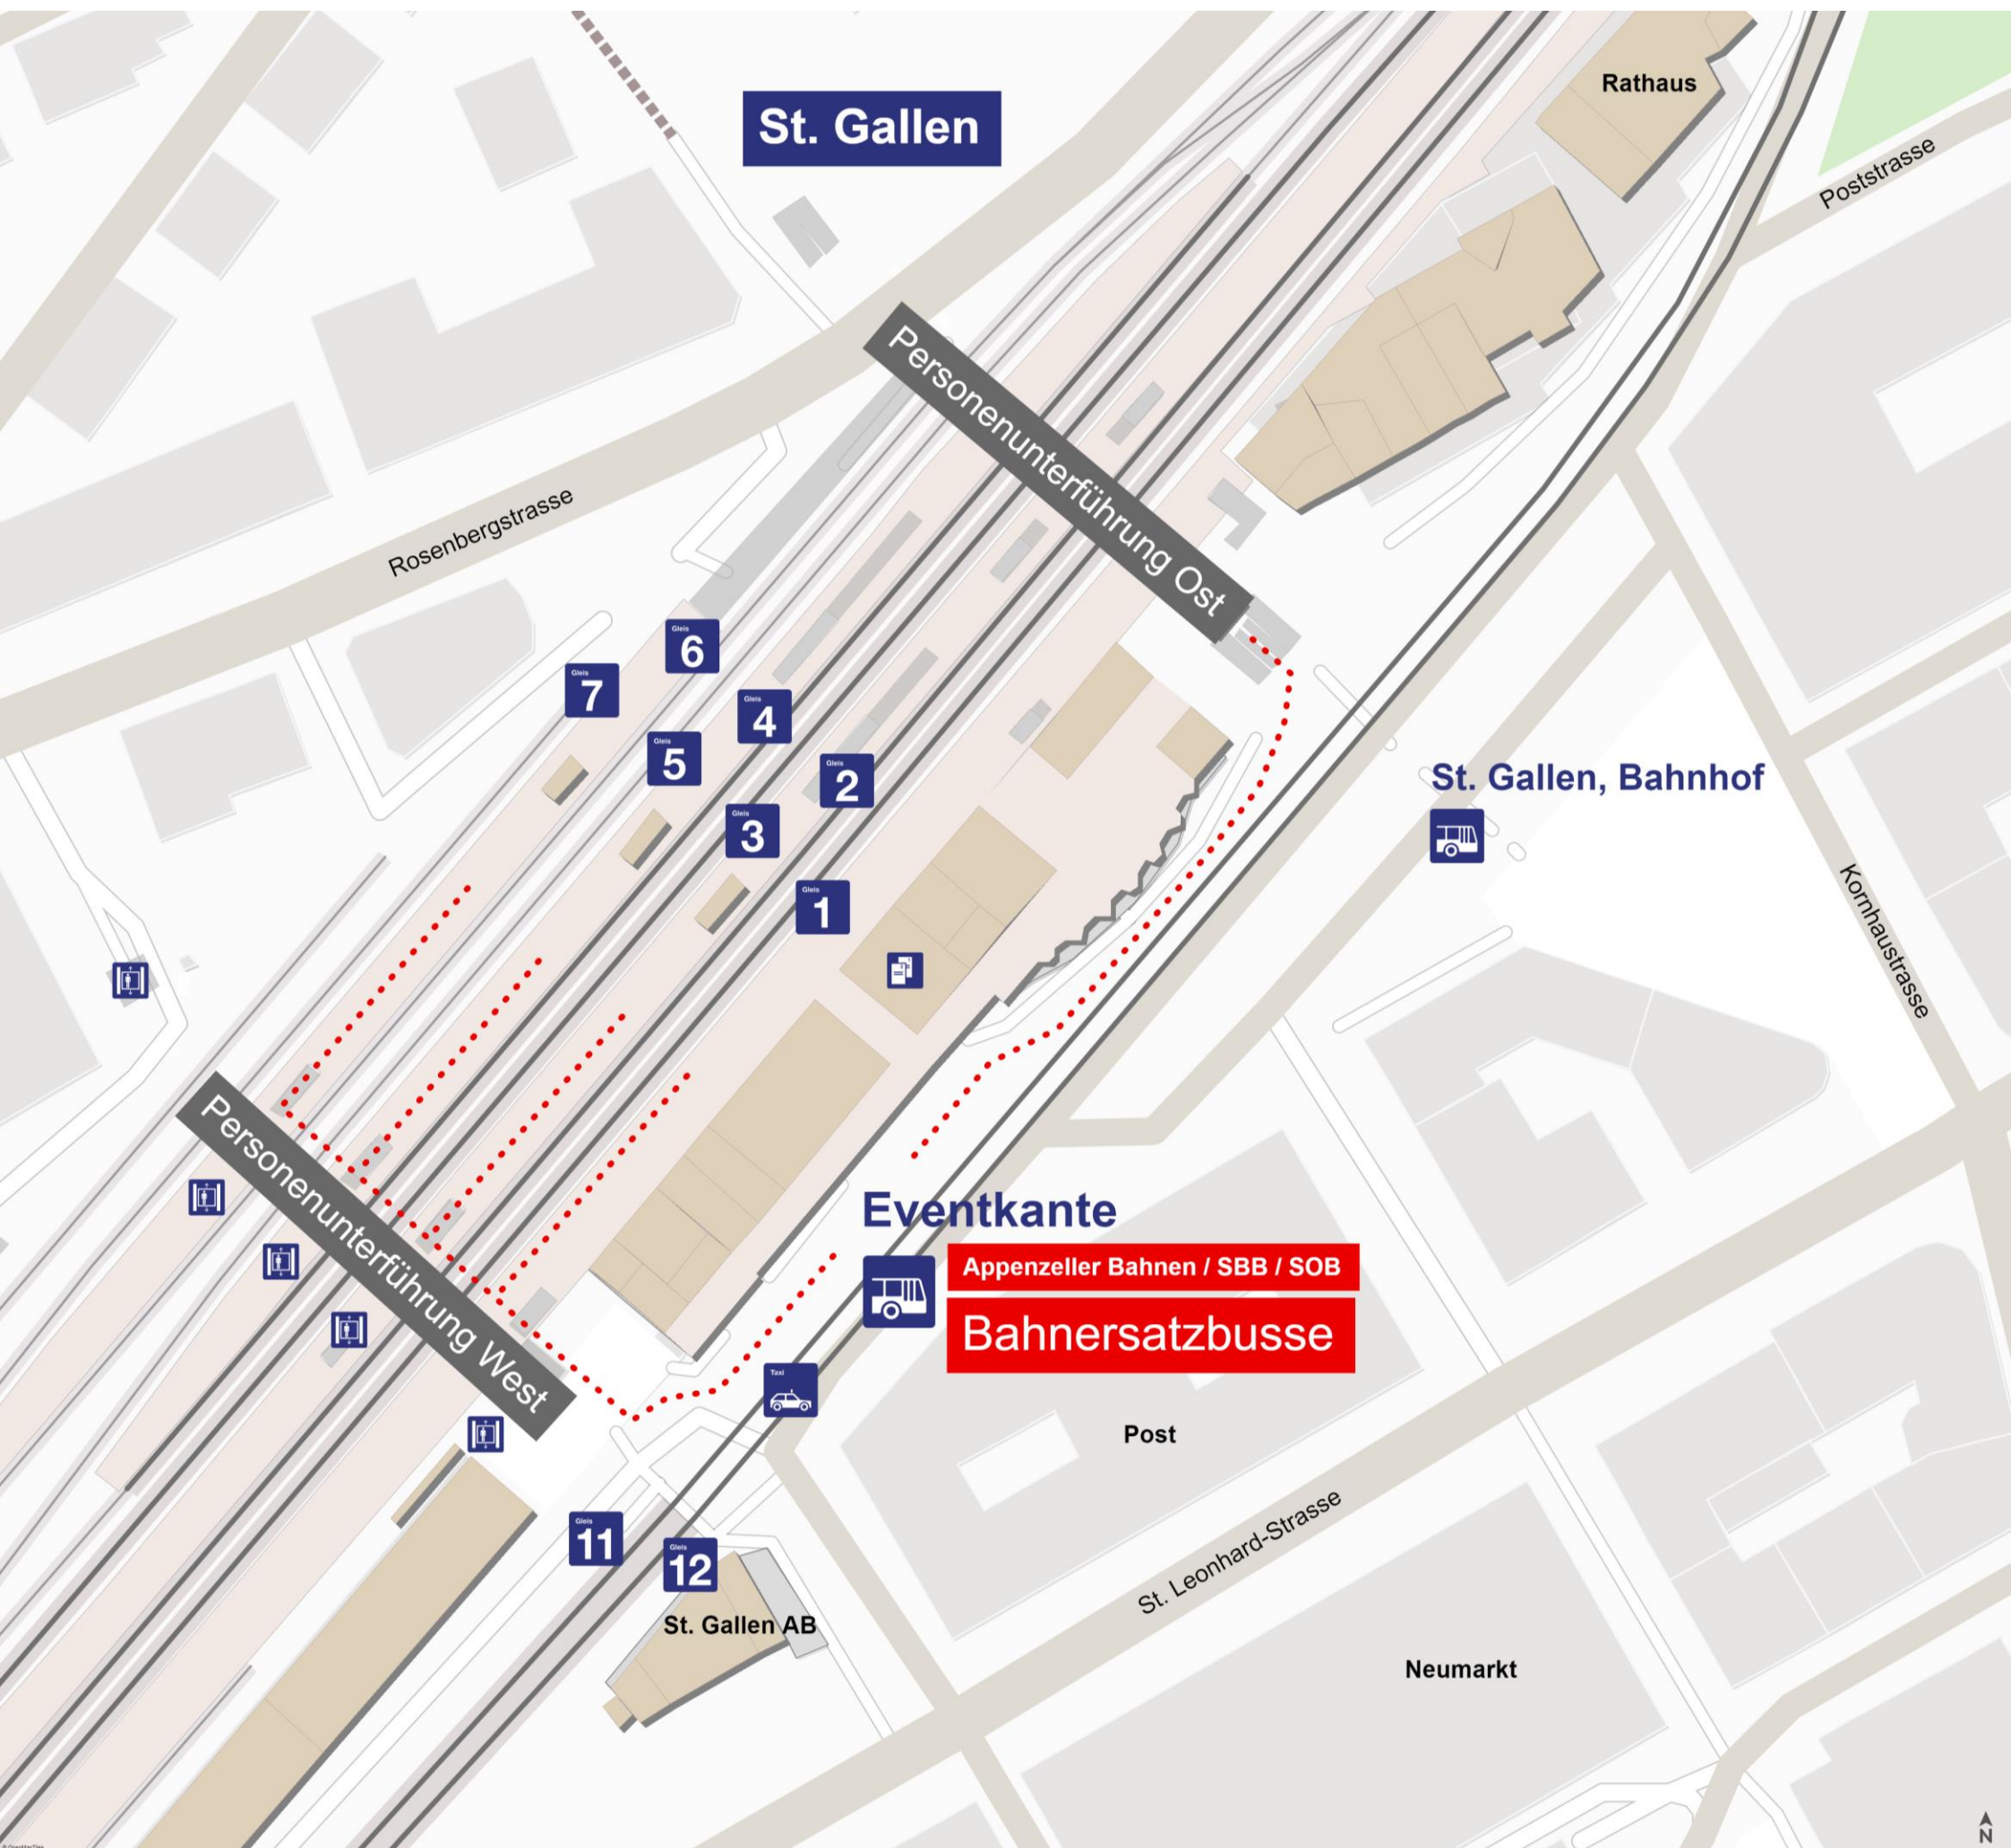 Rathaus
St. Gallen
Poststrasse
Personenunterführung Ost
Rosenbergstrasse
Gleis
6
Gleis
7
Gleis
4
Gleis
5
Gleis
2
St. Gallen, Bahnhof
Gleis
3
Gleis
1
Kornhaustrasse
Personenunterführung West
Eventkante
Appenzeller Bahnen / SBB / SOB
Bahnersatzbusse
Taxi
Post
Gleis
11
Gleis
12
St. Leonhard-Strasse
St. Gallen AB
Neumarkt
N
© OpenMapTiles